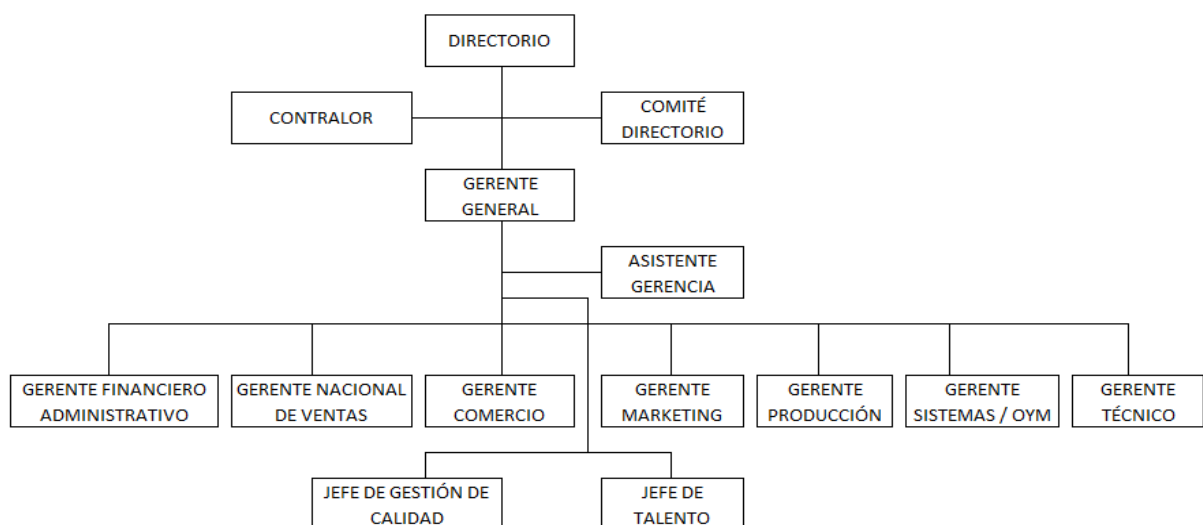 DIRECTORIO
CONTRALOR
COMITÉ
DIRECTORIO
GERENTE
GENERAL
ASISTENTE
GERENCIA
GERENTE FINANCIERO
ADMINISTRATIVO
GERENTE NACIONAL
DE VENTAS
GERENTE
COMERCIO
GERENTE
MARKETING
GERENTE
PRODUCCIÓN
GERENTE
SISTEMAS / OYM
GERENTE
TÉCNICO
JEFE DE GESTIÓN DE
CALIDAD
JEFE DE
TALENTO